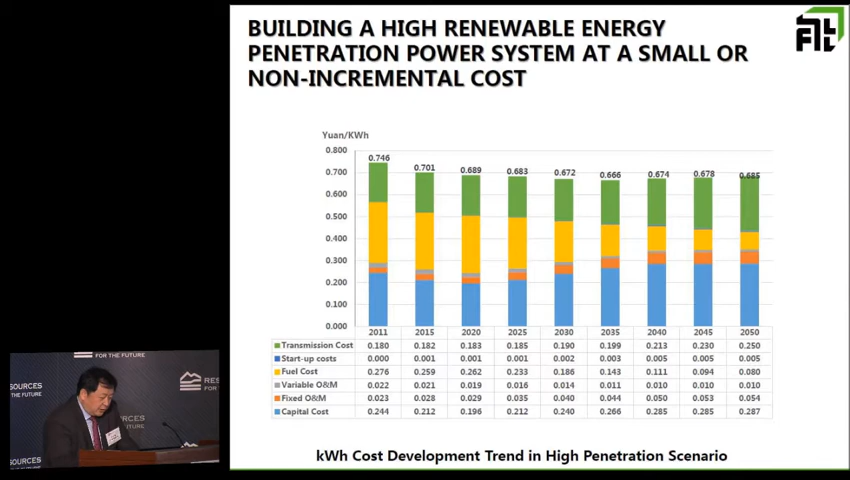 BUILDING A HIGH RENEWABLE ENERGY
PENETRATION POWER SYSTEM AT A SMALL OR
NON-INCREMENTAL COST
Yuan/KWh
0.800
0.700
0.600
0.500
0.400
0.300
0.200
0.100
0.000
0.746 0.701 0.689 0.683 0.672 0.666 0.674 0.678 0.685
2011 2015 2020 2025 2030 2035 2040 2045 2050
Transmission Cost 0.180 0.182 0.183 0.185 0.190 0.199 0.213 0.230 0.250
Start-up costs 0.000 0.001 0.001 0.001 0.002 0.003 0.005 0.005 0.005
Fuel Cost 0.276 0.259 0.262 0.233 0.186 0.143 0.111 0.094 0.080
Variable O&M 0.022 0.021 0.019 0.016 0.014 0.011 0.010 0.010 0.010
Fixed O&M 0.023 0.028 0.029 0.035 0.040 0.044 0.050 0.053 0.054
Capital Cost 0.244 0.212 0.196 0.212 0.240 0.266 0.285 0.285 0.287
kWh Cost Development Trend in High Penetration Scenario
FOR THE FUTURE
SOURCES
THE FUTURE
RES
FOR THE